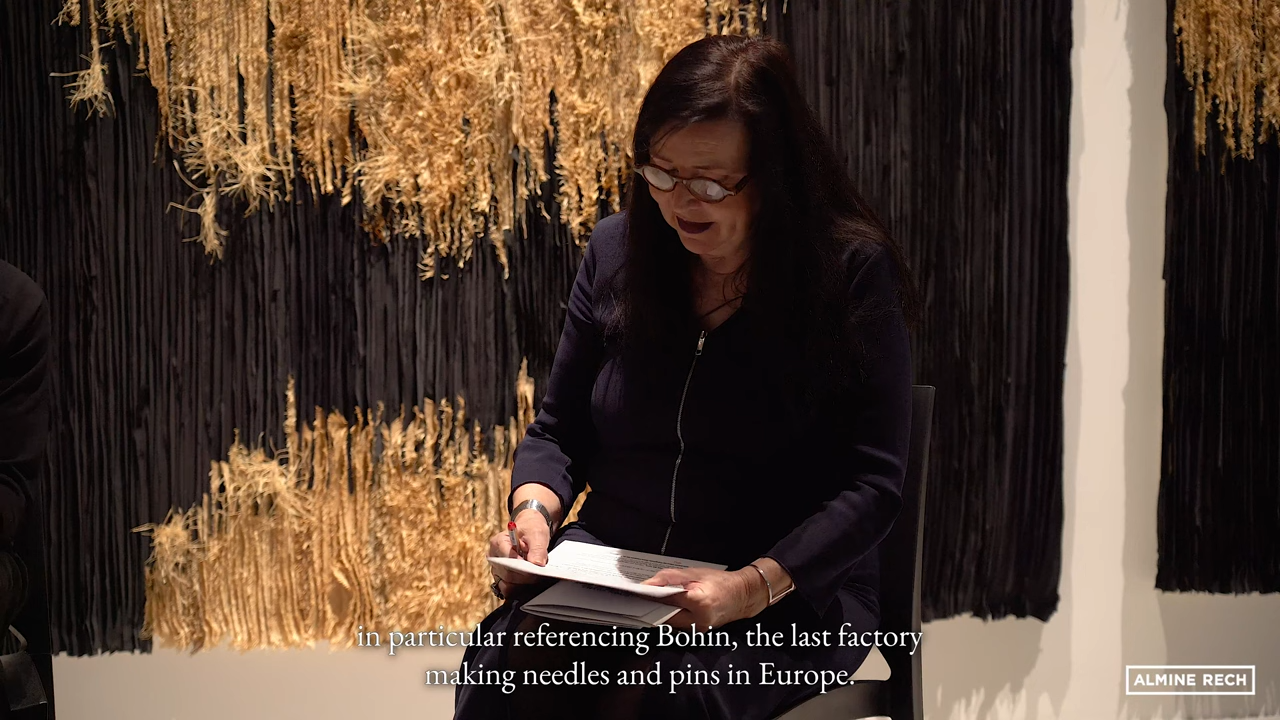 in particular referencing Bohin, the last factory
making needles and pins in Europe.
ALMINE RECH